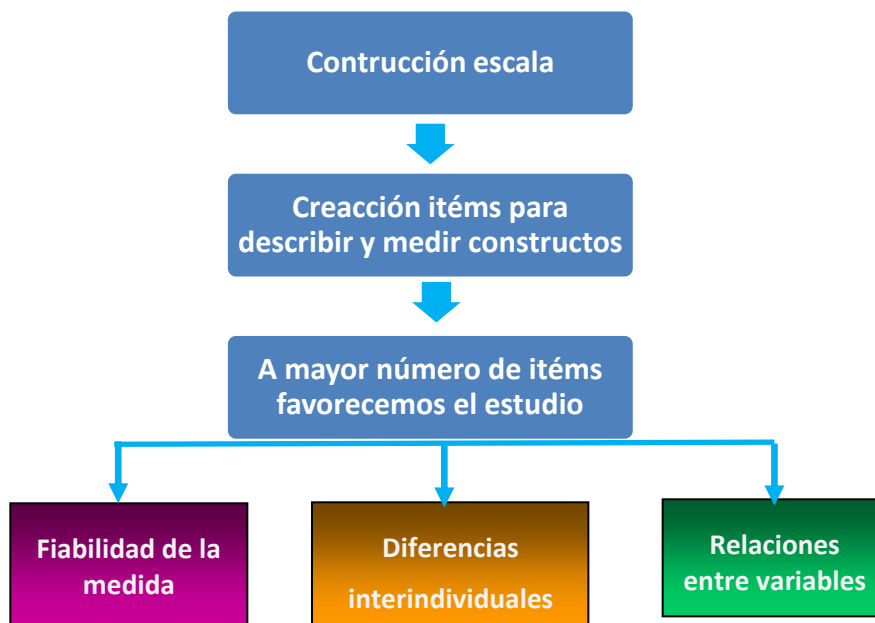 Contrucción escala
Creacción itéms para
describir y medir constructos
A mayor número de itéms
favorecemos el estudio
Fiabilidad de la
medida
Diferencias
interindividuales
Relaciones
entre variables